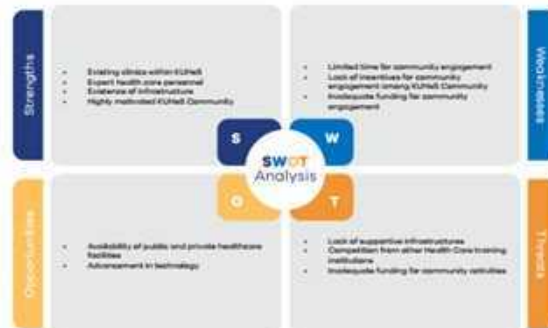 Strengths
Existing clinics within KUHeS
Expert health care personnel
Existence of infrastructure
Highly motivated KUHeS Community
Weaknesses
Limited time for community engagement
Lack of incentives for community
engagement among KUHeS Community
Inadequate funding for community
engagement
S
W
SWOT
Analysis
O
T
Opportunities
Availability of public and private healthcare
facilities
Advancement in technology
Threats
Lack of supportive infrastructures
Competition from other Health Care training
institutions
Inadequate funding for community activities